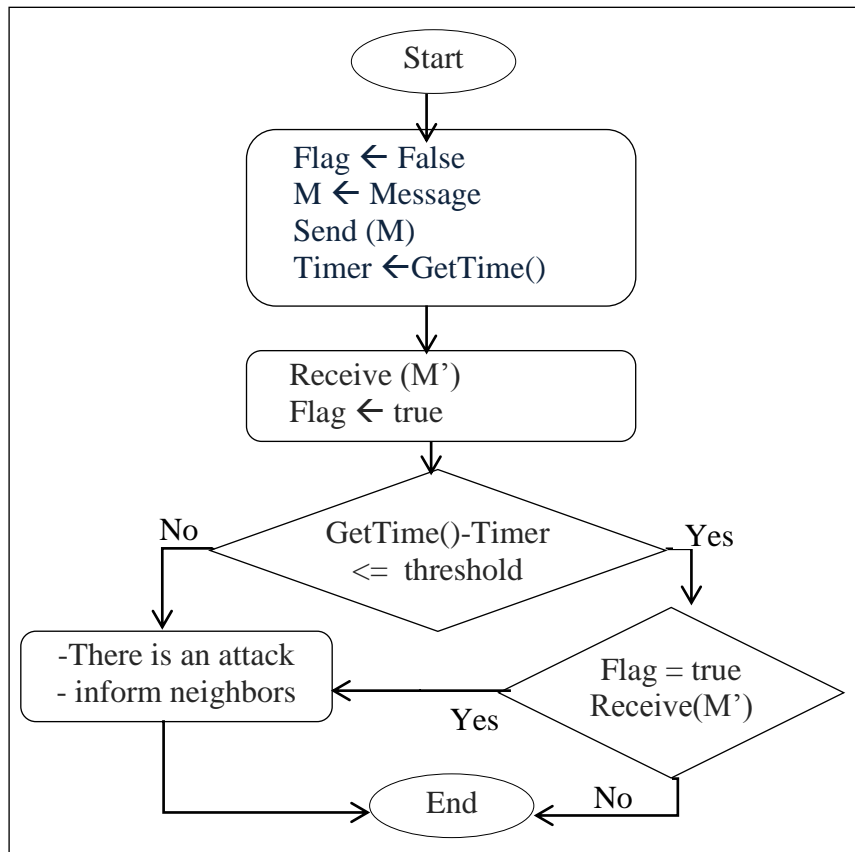 Start
Flag ← False
M ← Message
Send (M)
Timer ←GetTime()
Receive (M’)
Flag ← true
No
GetTime()-Timer
<= threshold
Yes
-There is an attack
- inform neighbors
Flag = true
Receive(M’)
Yes
End
No